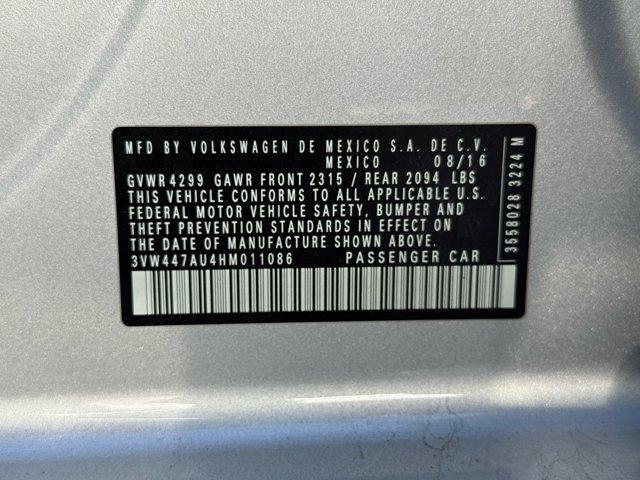 MFD BY VOLKSWAGEN DE MEXICO S.A. DE C.V.
MEXICO 08/16
GVWR 4299 GAWR FRONT 2315 / REAR 2094 LBS
THIS VEHICLE CONFORMS TO ALL APPLICABLE U.S.
FEDERAL MOTOR VEHICLE SAFETY, BUMPER AND
THEFT PREVENTION STANDARDS IN EFFECT ON
THE DATE OF MANUFACTURE SHOWN ABOVE.
3VW447AU4HM011086 PASSENGER CAR
3558028 3224 M